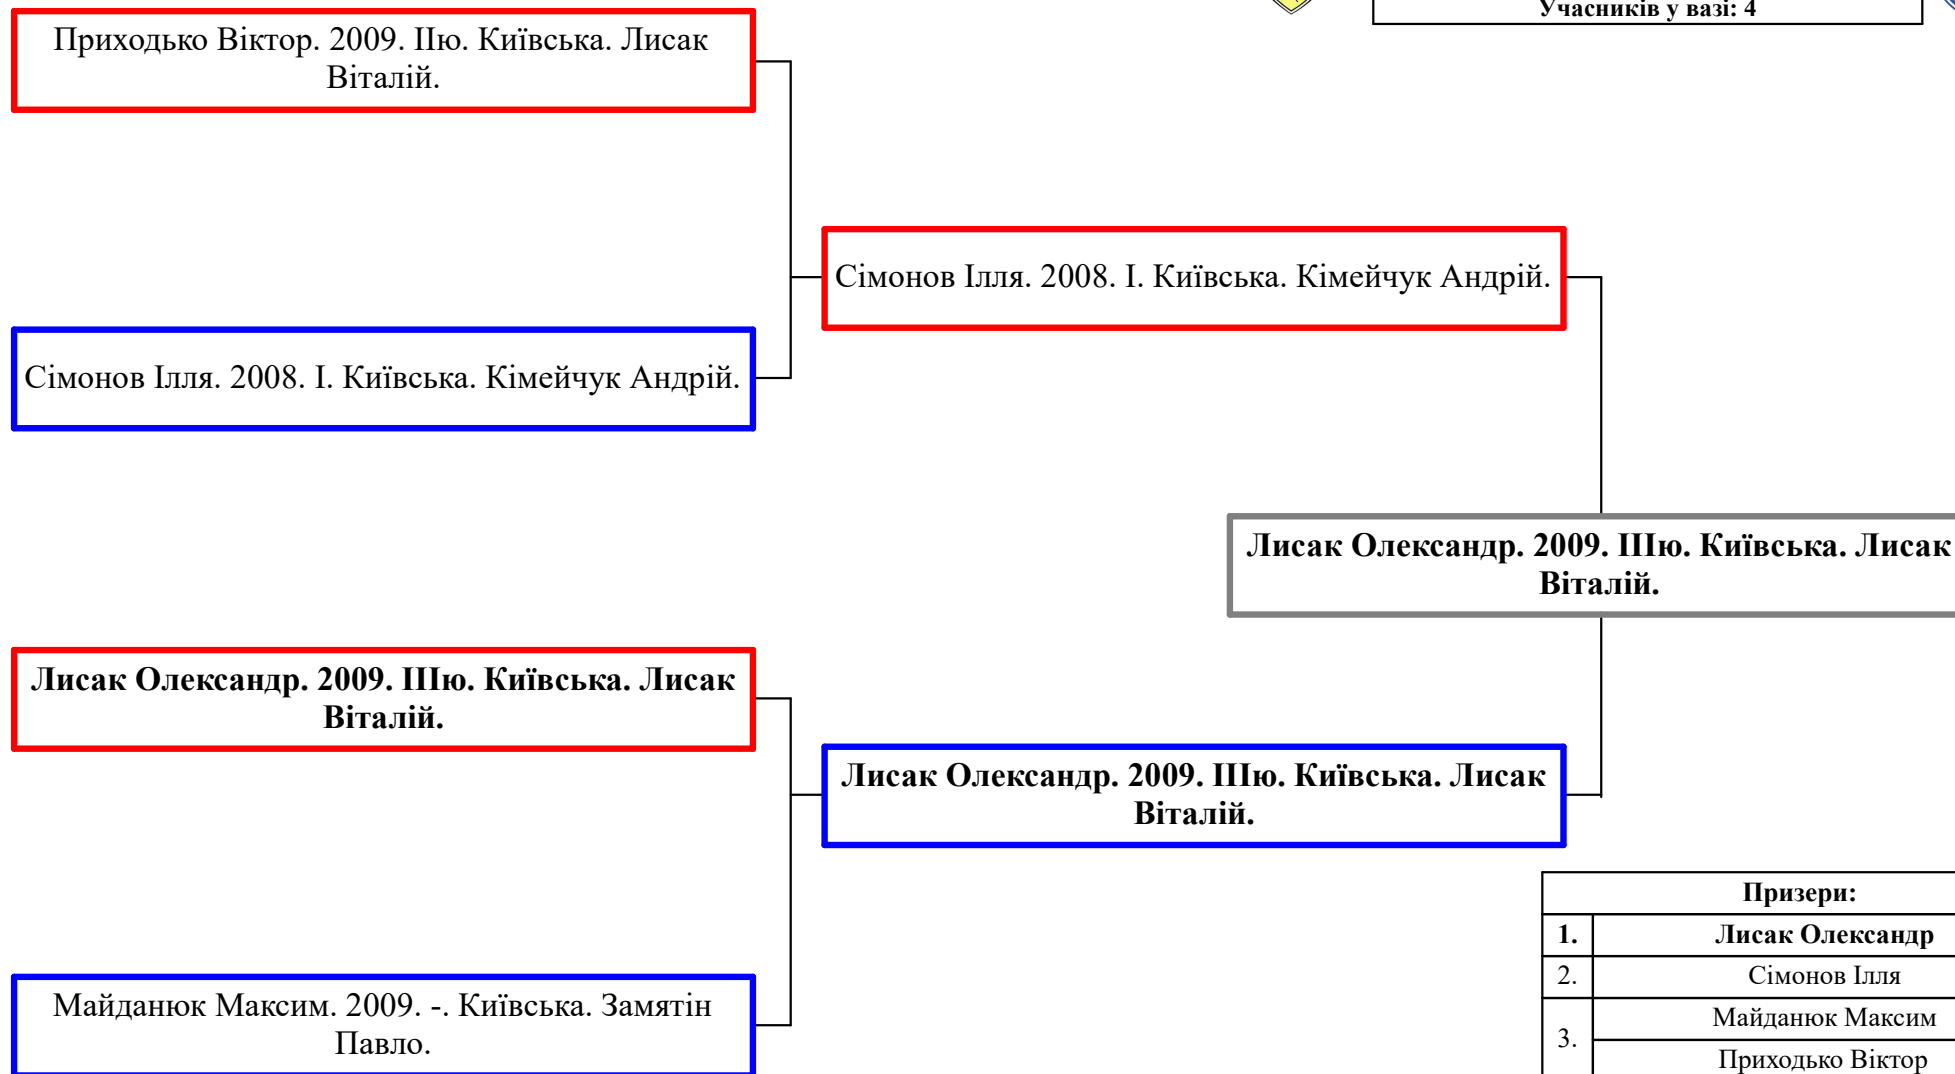 Учасників у вазі: 4
Приходько Віктор. 2009. ІІю. Київська. Лисак
Віталій.
Сімонов Ілля. 2008. І. Київська. Кімейчук Андрій.
Сімонов Ілля. 2008. І. Київська. Кімейчук Андрій.
Лисак Олександр. 2009. ІІІю. Київська. Лисак
Віталій.
Лисак Олександр. 2009. ІІІю. Київська. Лисак
Віталій.
Лисак Олександр. 2009. ІІІю. Київська. Лисак
Віталій.
Майданюк Максим. 2009. -. Київська. Замятін
Павло.
Призери:
1. Лисак Олександр
2. Сімонов Ілля
3. Майданюк Максим
Приходько Віктор